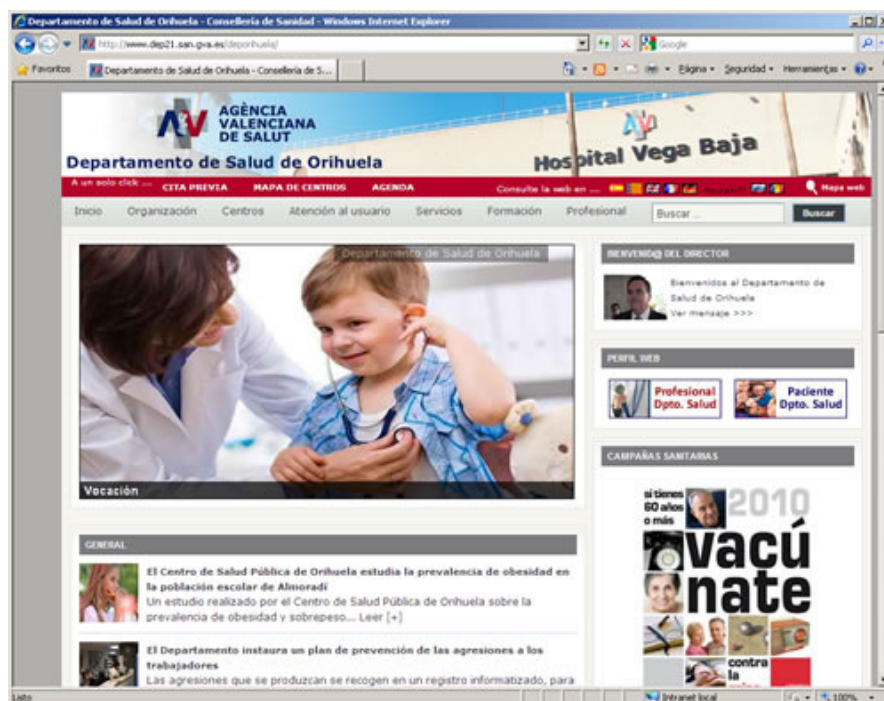 Departamento de Salud de Orihuela - Conselleria de Sanidad - Windows Internet Explorer
http://www.dep21.san.gva.es/deporihuela/
Google
Favoritos
Departamento de Salud de Orihuela - Conselleria de S...
Página
Seguridad
Herramientas
AGÈNCIA
VALENCIANA
DE SALUT
Departamento de Salud de Orihuela
Hospital Vega Baja
A un solo click ...
CITA PREVIA
MAPA DE CENTROS
AGENDA
Consulte la web en ...
Mapa web
Inicio
Organización
Centros
Atención al usuario
Servicios
Formación
Profesional
Buscar ...
Buscar
Departamento de Salud de Orihuela
Vocación
BIENVENID@ DEL DIRECTOR
Bienvenidos al Departamento de
Salud de Orihuela
Ver mensaje >>>
PERFIL WEB
Profesional
Dpto. Salud
Paciente
Dpto. Salud
CAMPAÑAS SANITARIAS
si tienes
60 años
o más
2010
vacú
nate
contra
la
GENERAL
El Centro de Salud Pública de Orihuela estudia la prevalencia de obesidad en
la población escolar de Almoradí
Un estudio realizado por el Centro de Salud Pública de Orihuela sobre la
prevalencia de obesidad y sobrepeso... Leer [+]
El Departamento instaura un plan de prevención de las agresiones a los
trabajadores
Las agresiones que se produzcan se recogen en un registro informatizado, para
Listo
Intranet local
100%